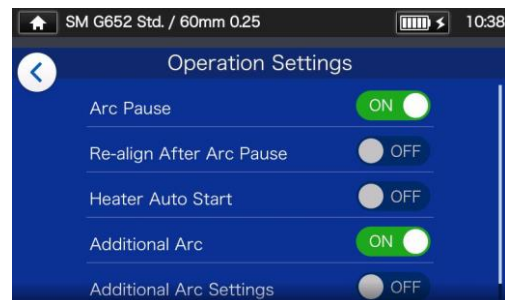 SM G652 Std. / 60mm 0.25 10:38
Operation Settings
Arc Pause ON
Re-align After Arc Pause OFF
Heater Auto Start OFF
Additional Arc ON
Additional Arc Settings OFF